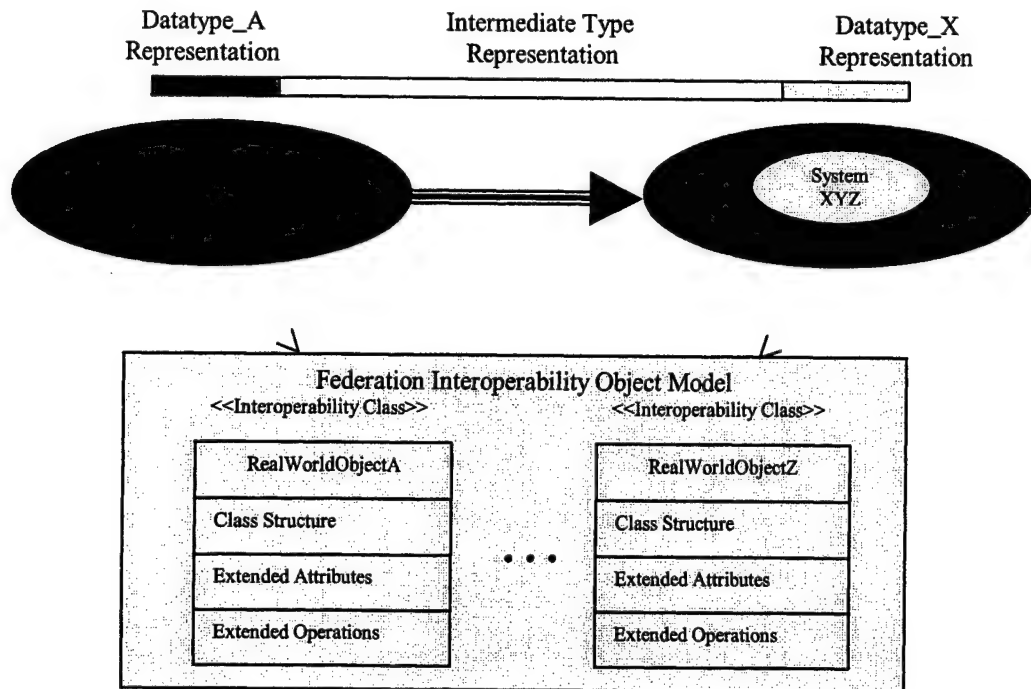 Datatype_A
Representation
Intermediate Type
Representation
Datatype_X
Representation
System
XYZ
Federation Interoperability Object Model
<<Interoperability Class>>
<<Interoperability Class>>
RealWorldObjectA
Class Structure
Extended Attributes
Extended Operations
• • •
RealWorldObjectZ
Class Structure
Extended Attributes
Extended Operations